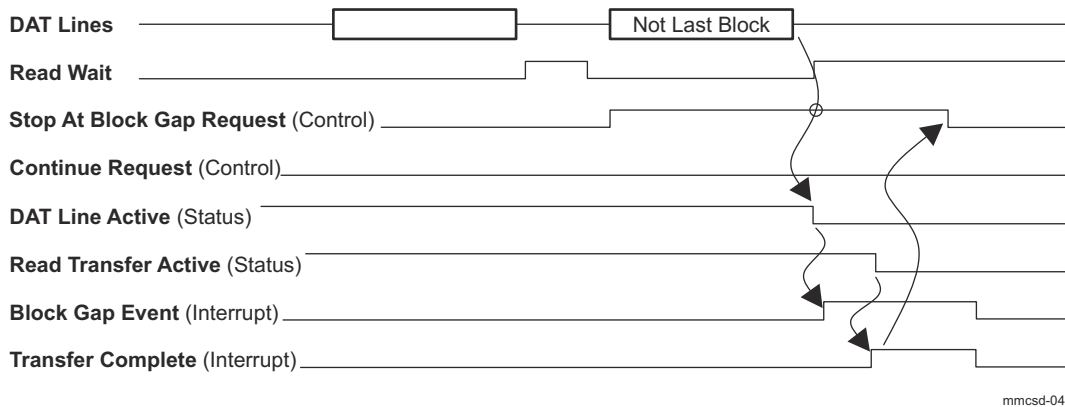 DAT Lines
Not Last Block
Read Wait
Stop At Block Gap Request (Control)
Continue Request (Control)
DAT Line Active (Status)
Read Transfer Active (Status)
Block Gap Event (Interrupt)
Transfer Complete (Interrupt)
mmcsd-04